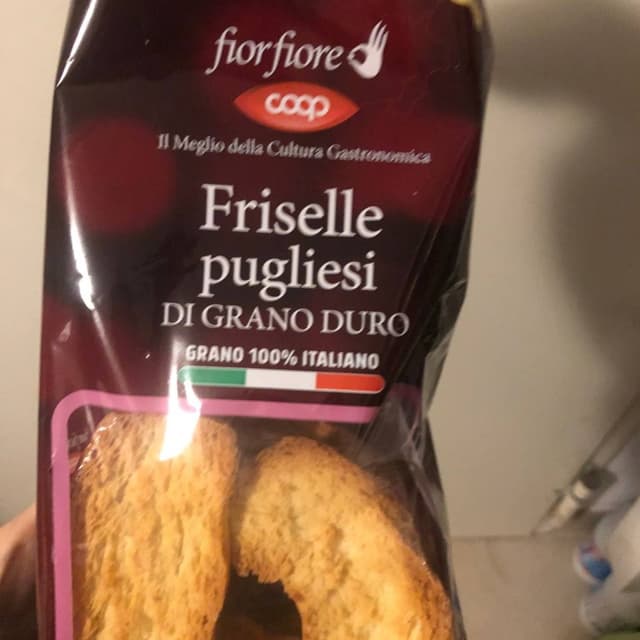 fiorfiore
coop
Il Meglio della Cultura Gastronomica
Friselle
pugliesi
DI GRANO DURO
GRANO 100% ITALIANO